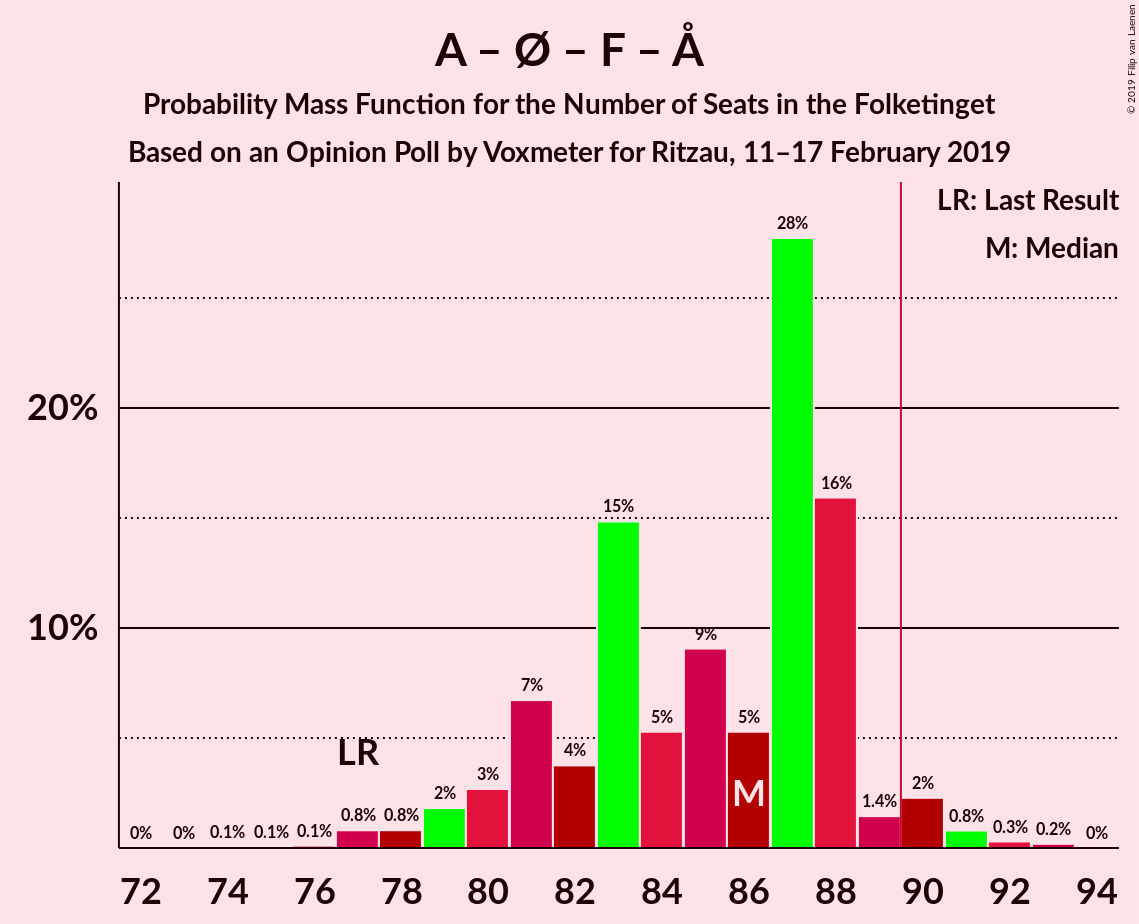 A – Ø – F – Å
Probability Mass Function for the Number of Seats in the Folketinget
Based on an Opinion Poll by Voxmeter for Ritzau, 11–17 February 2019
© 2019 Filip van Laenen
LR: Last Result
M: Median
20%
10%
0% 0% 0.1% 0.1% 0.1% 0.8% 0.8% 2% 3% 7% 4% 15% 5% 9% 5% 28% 16% 1.4% 2% 0.8% 0.3% 0.2% 0%
LR
M
72 74 76 78 80 82 84 86 88 90 92 94